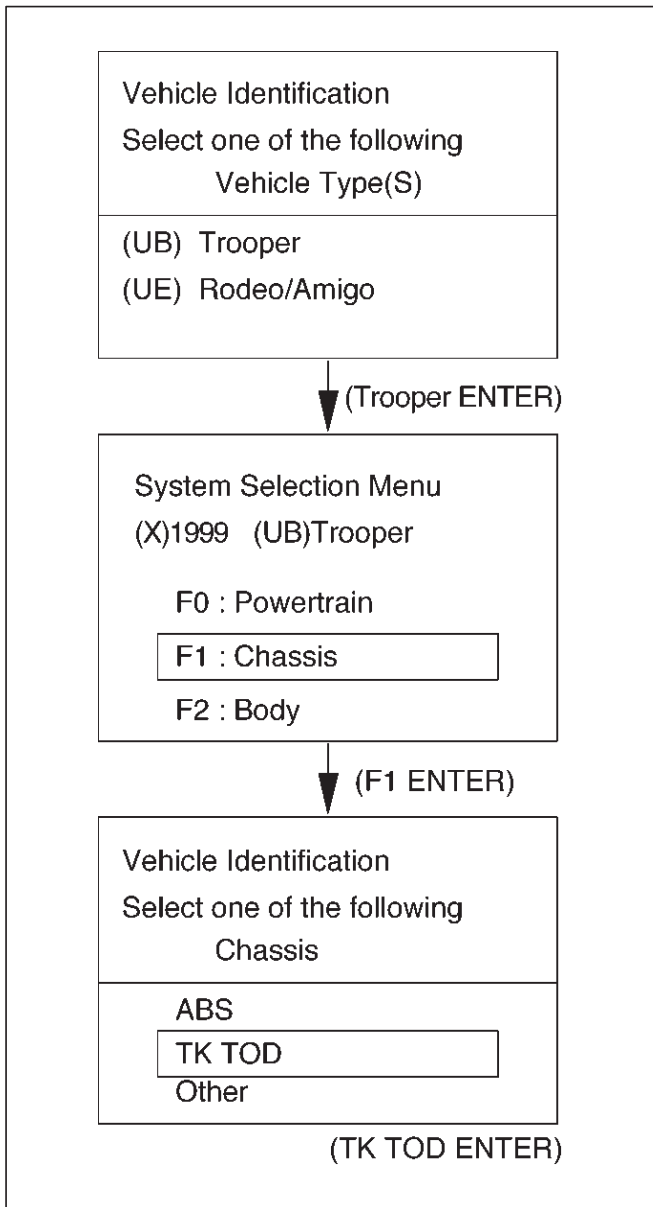 Vehicle Identification
Select one of the following
Vehicle Type(S)
(UB) Trooper
(UE) Rodeo/Amigo
(Trooper ENTER)
System Selection Menu
(X)1999 (UB)Trooper
F0 : Powertrain
F1 : Chassis
F2 : Body
(F1 ENTER)
Vehicle Identification
Select one of the following
Chassis
ABS
TK TOD
Other
(TK TOD ENTER)